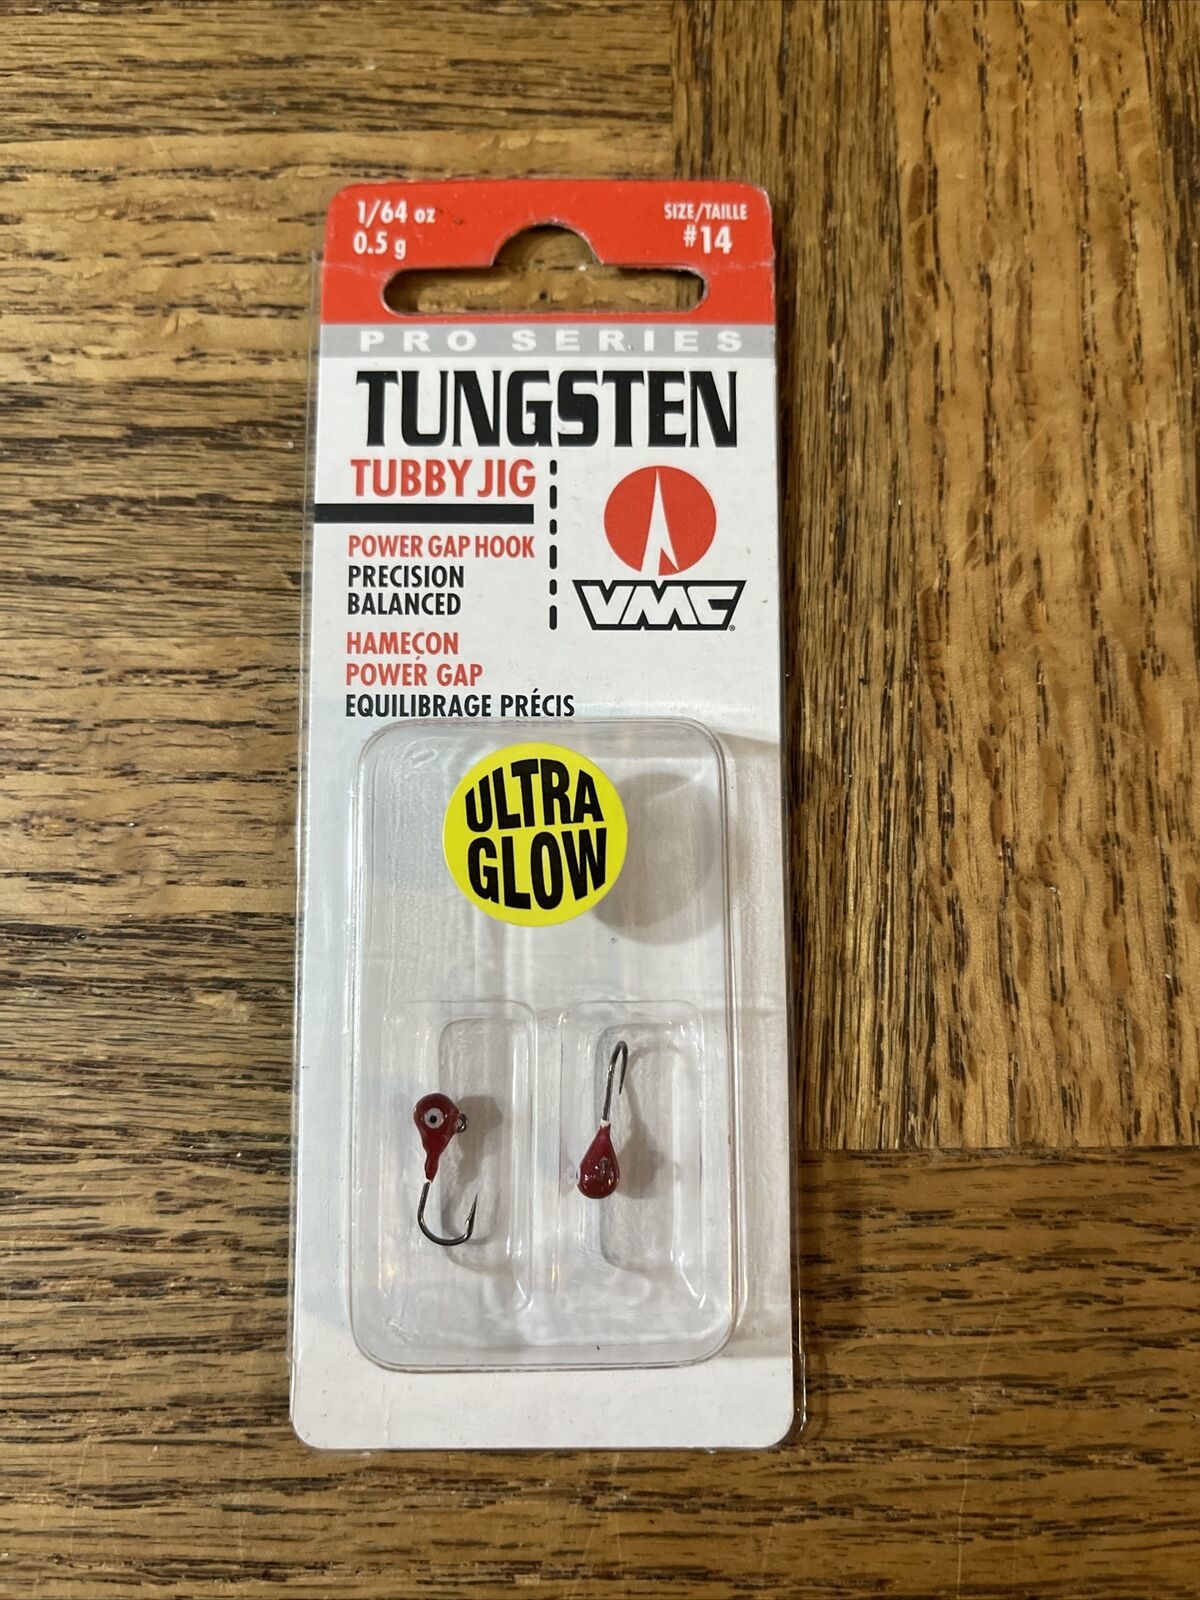 1/64 oz
0.5 g
SIZE/TAILLE
#14
PRO SERIES
TUNGSTEN
TUBBY JIG
POWER GAP HOOK
PRECISION
BALANCED
HAMEÇON
POWER GAP
EQUILIBRAGE PRÉCIS
VMC®
ULTRA
GLOW